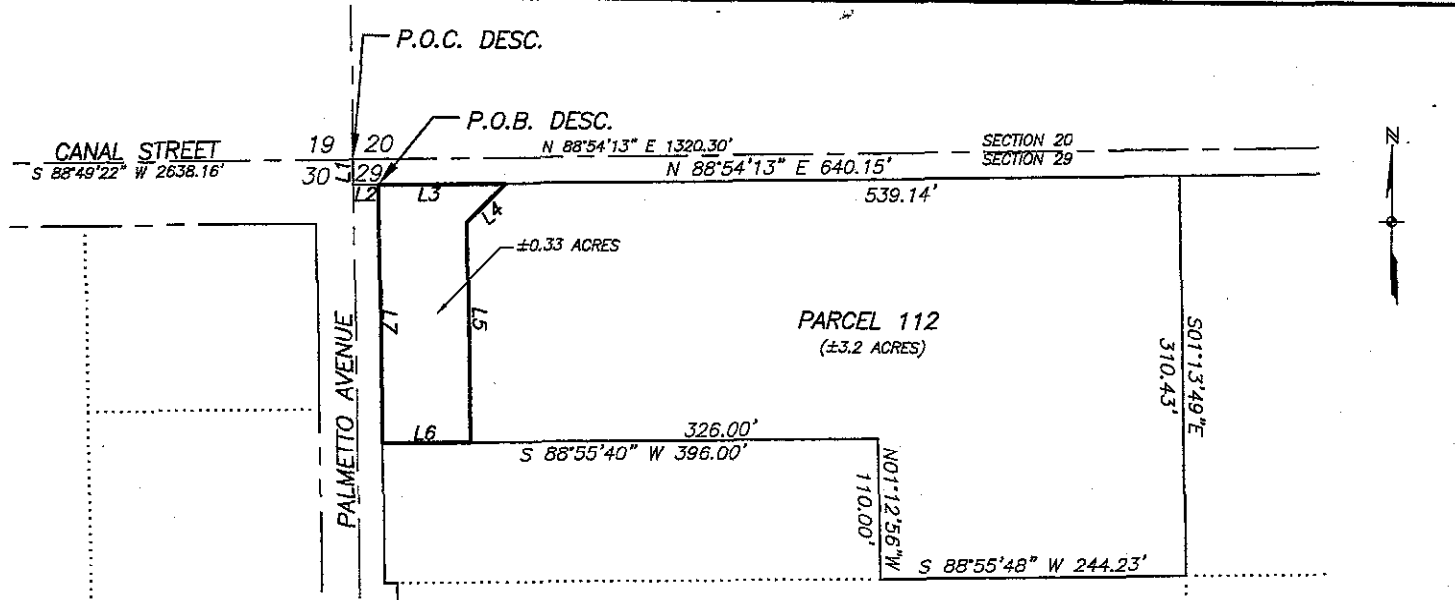 P.O.C. DESC.
P.O.B. DESC.
CANAL STREET
S 88°49'22" W 2638.16'
19 20
30 29
L1
L2
L3
L4
N 88°54'13" E 1320.30'
SECTION 20
SECTION 29
N 88°54'13" E 640.15'
539.14'
N
±0.33 ACRES
L7
L5
PALMETTO AVENUE
PARCEL 112
(±3.2 ACRES)
S01°13'49"E
310.43'
L6
326.00'
S 88°55'40" W 396.00'
N01°12'56"W
110.00'
S 88°55'48" W 244.23'